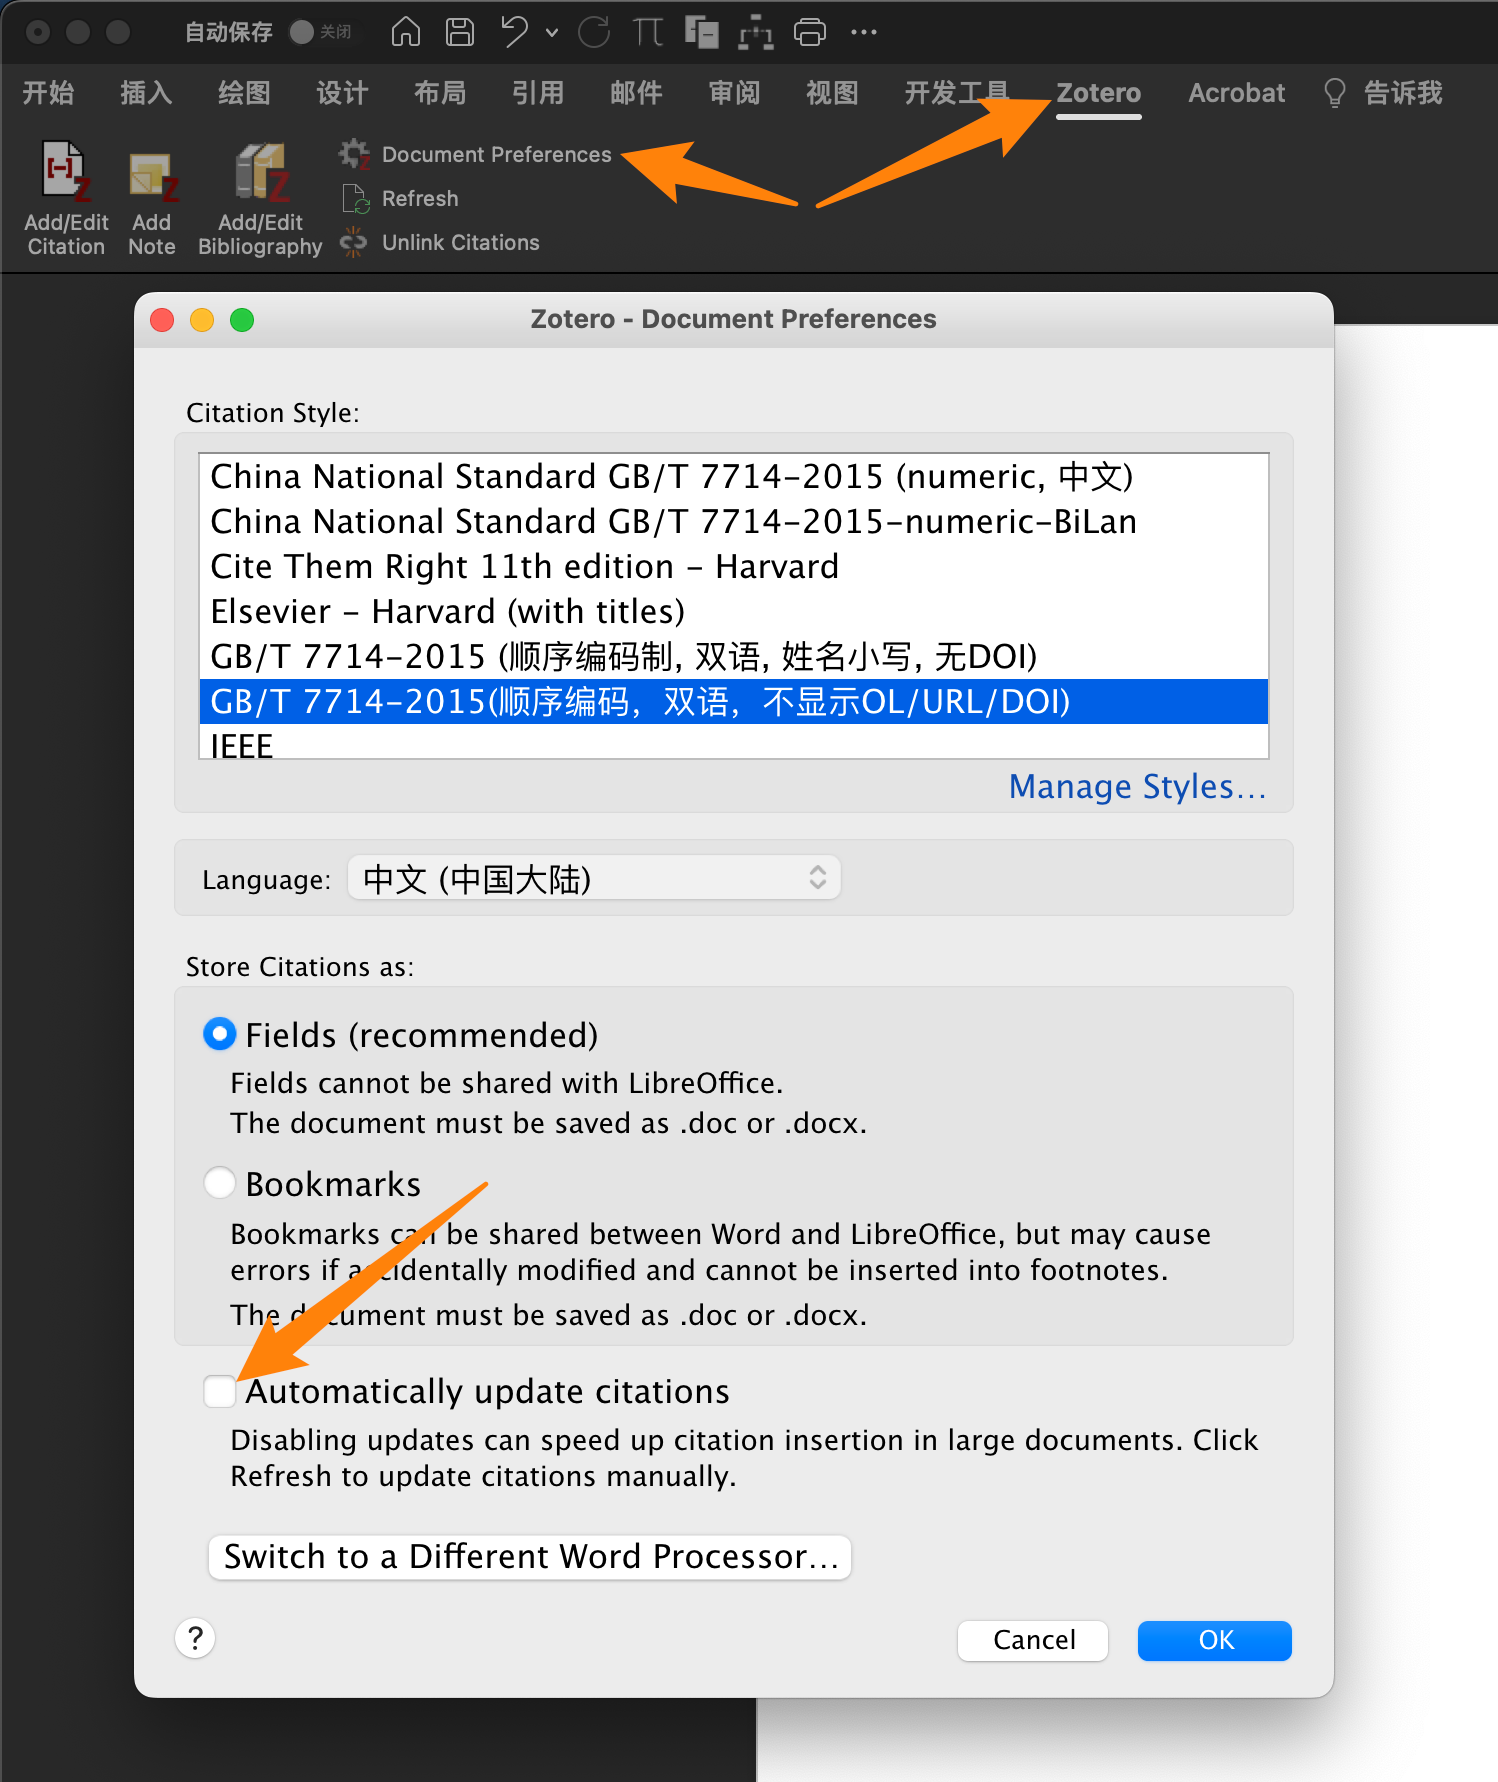 自动保存 关闭
开始 插入 绘图 设计 布局 引用 邮件 审阅 视图 开发工具 Zotero Acrobat 告诉我
Add/Edit Citation
Add Note
Add/Edit Bibliography
Document Preferences
Refresh
Unlink Citations
Zotero - Document Preferences
Citation Style:
China National Standard GB/T 7714-2015 (numeric, 中文)
China National Standard GB/T 7714-2015-numeric-BiLan
Cite Them Right 11th edition - Harvard
Elsevier - Harvard (with titles)
GB/T 7714-2015 (顺序编码制, 双语, 姓名小写, 无DOI)
GB/T 7714-2015(顺序编码，双语，不显示OL/URL/DOI)
IEEE
Manage Styles...
Language: 中文 (中国大陆)
Store Citations as:
Fields (recommended)
Fields cannot be shared with LibreOffice.
The document must be saved as .doc or .docx.
Bookmarks
Bookmarks can be shared between Word and LibreOffice, but may cause
errors if accidentally modified and cannot be inserted into footnotes.
The document must be saved as .doc or .docx.
Automatically update citations
Disabling updates can speed up citation insertion in large documents. Click
Refresh to update citations manually.
Switch to a Different Word Processor...
?
Cancel
OK